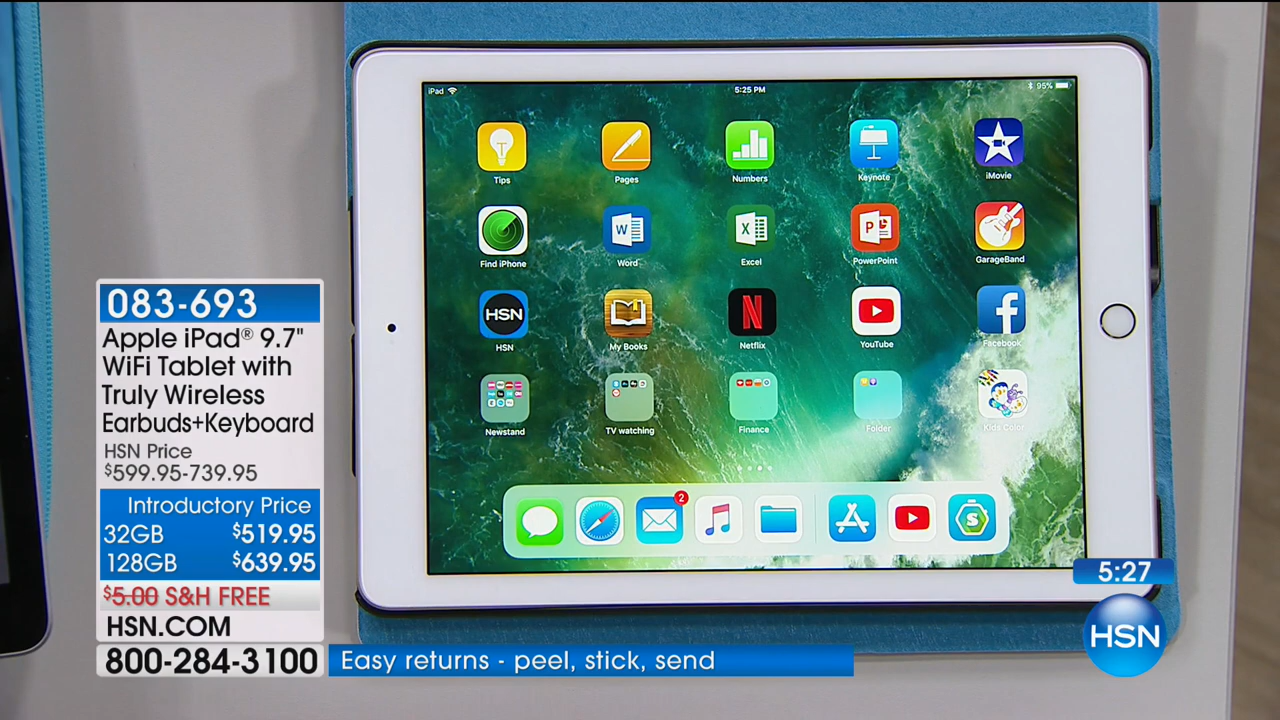 iPad
5:25 PM
95%
Tips
Pages
Numbers
Keynote
iMovie
Find iPhone
Word
Excel
PowerPoint
GarageBand
HSN
My Books
Netflix
YouTube
Facebook
Newstand
TV watching
Finance
Folder
Kids Color
2
083-693
Apple iPad® 9.7"
WiFi Tablet with
Truly Wireless
Earbuds+Keyboard
HSN Price
$599.95-739.95
Introductory Price
32GB $519.95
128GB $639.95
$5.00 S&H FREE
HSN.COM
800-284-3100
Easy returns - peel, stick, send
5:27
HSN